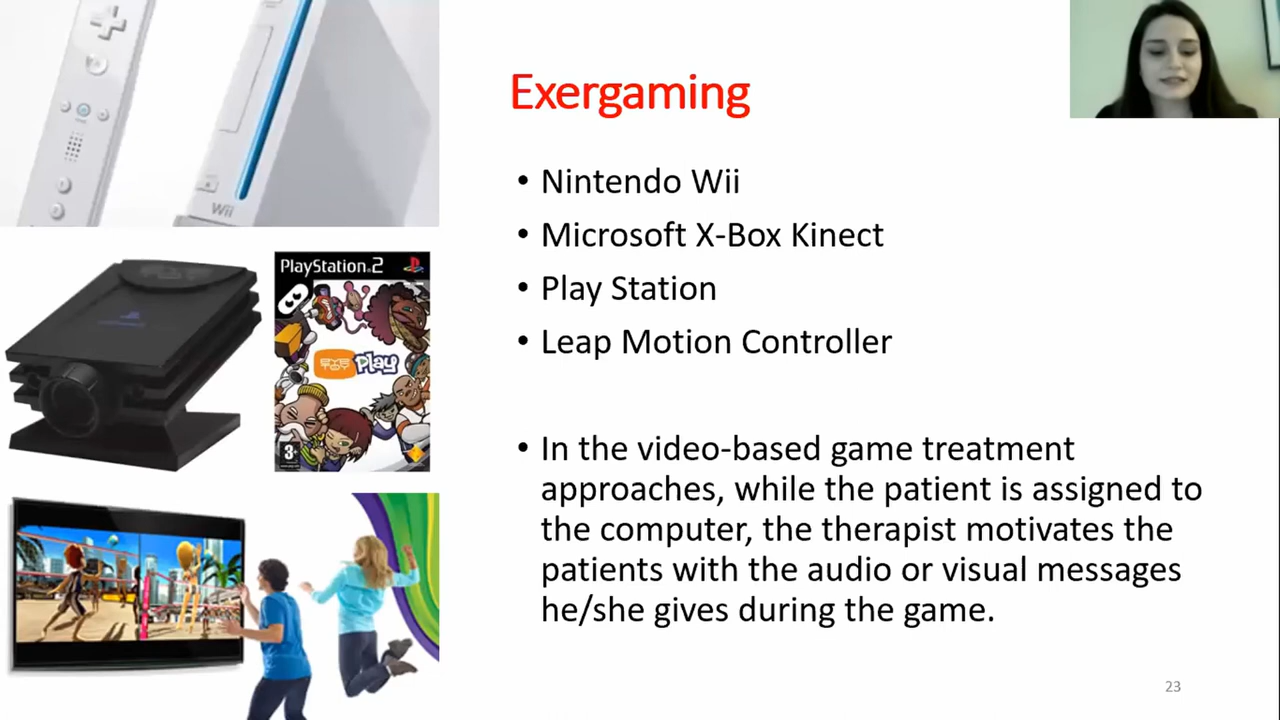 Exergaming
• Nintendo Wii
• Microsoft X-Box Kinect
• Play Station
• Leap Motion Controller
• In the video-based game treatment
approaches, while the patient is assigned to
the computer, the therapist motivates the
patients with the audio or visual messages
he/she gives during the game.
Wii
PlayStation.2
EYE
TOY
Play
3+
23